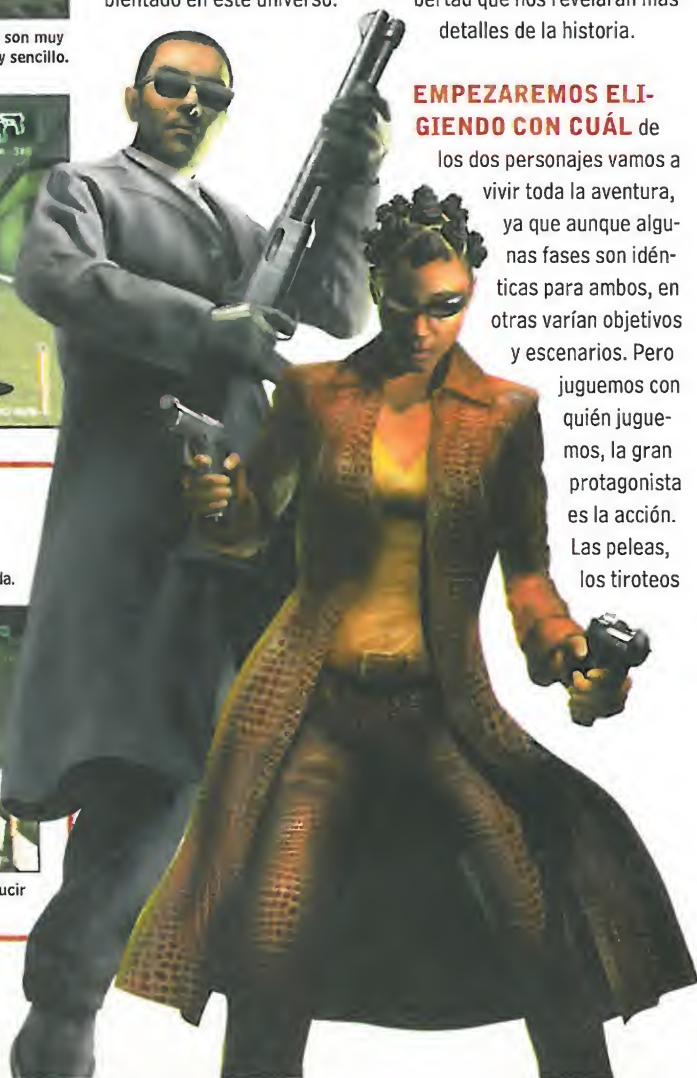 son muy
y sencillo.
bientado en este universo.
bertad que nos revelarán más
detalles de la historia.
EMPEZAREMOS ELI-
GIENDO CON CUÁL de
los dos personajes vamos a
vivir toda la aventura,
ya que aunque algu-
nas fases son idén-
ticas para ambos, en
otras varían objetivos
y escenarios. Pero
juguemos con
quién jugue-
mos, la gran
protagonista
es la acción.
Las peleas,
los tiroteos
da.
ucir